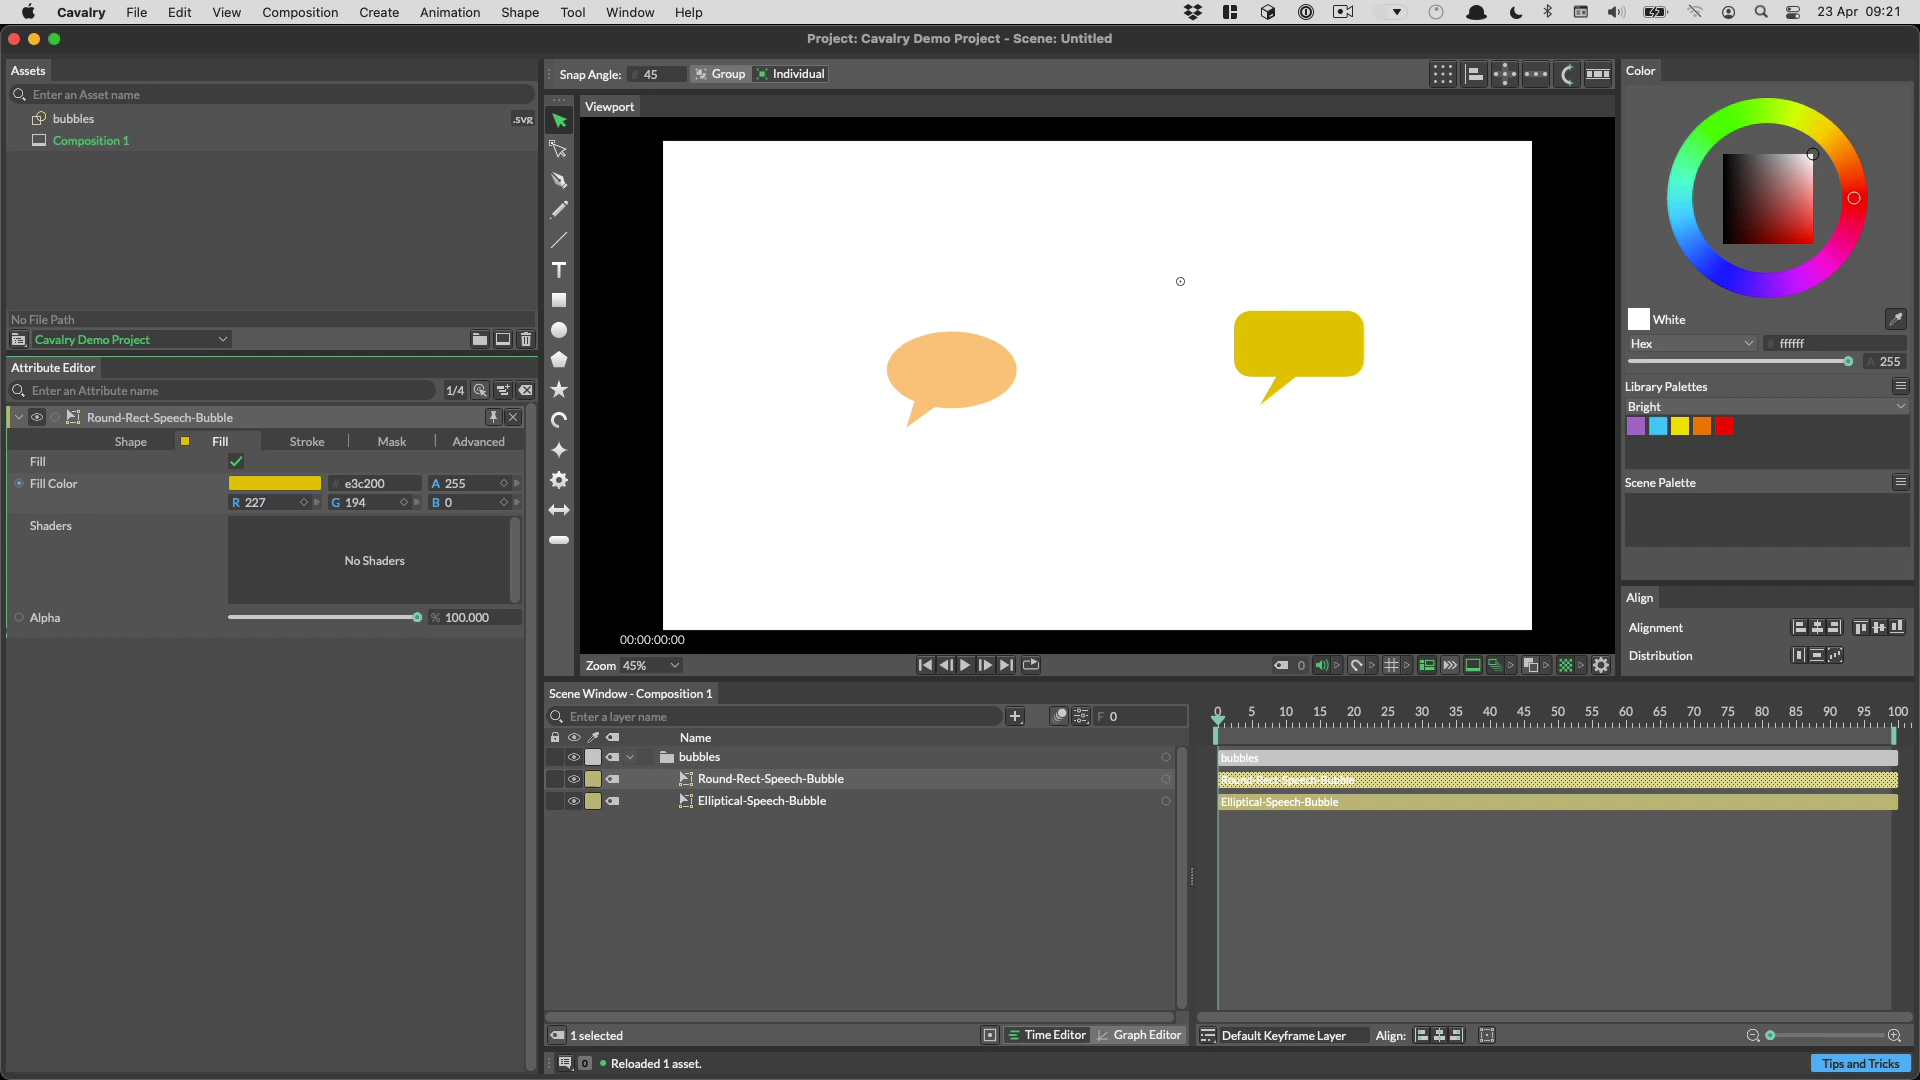 Cavalry File Edit View Composition Create Animation Shape Tool Window Help 23 Apr 09:21
Project: Cavalry Demo Project - Scene: Untitled
Assets
Enter an Asset name
bubbles .svg
Composition 1
No File Path
Cavalry Demo Project
Attribute Editor
Enter an Attribute name 1/4
Round-Rect-Speech-Bubble
Shape Fill Stroke Mask Advanced
Fill
Fill Color # e3c200 A 255
R 227 G 194 B 0
Shaders
No Shaders
Alpha % 100.000
Snap Angle: # 45 Group Individual
Viewport
00:00:00:00
Zoom 45% 0
Color
White
Hex # ffffff
A 255
Library Palettes
Bright
Scene Palette
Align
Alignment
Distribution
Scene Window - Composition 1
Enter a layer name F 0
0 5 10 15 20 25 30 35 40 45 50 55 60 65 70 75 80 85 90 95 100
Name
bubbles
Round-Rect-Speech-Bubble
Elliptical-Speech-Bubble
bubbles
Round-Rect-Speech-Bubble
Elliptical-Speech-Bubble
1 selected Time Editor Graph Editor Default Keyframe Layer Align:
0 Reloaded 1 asset. Tips and Tricks